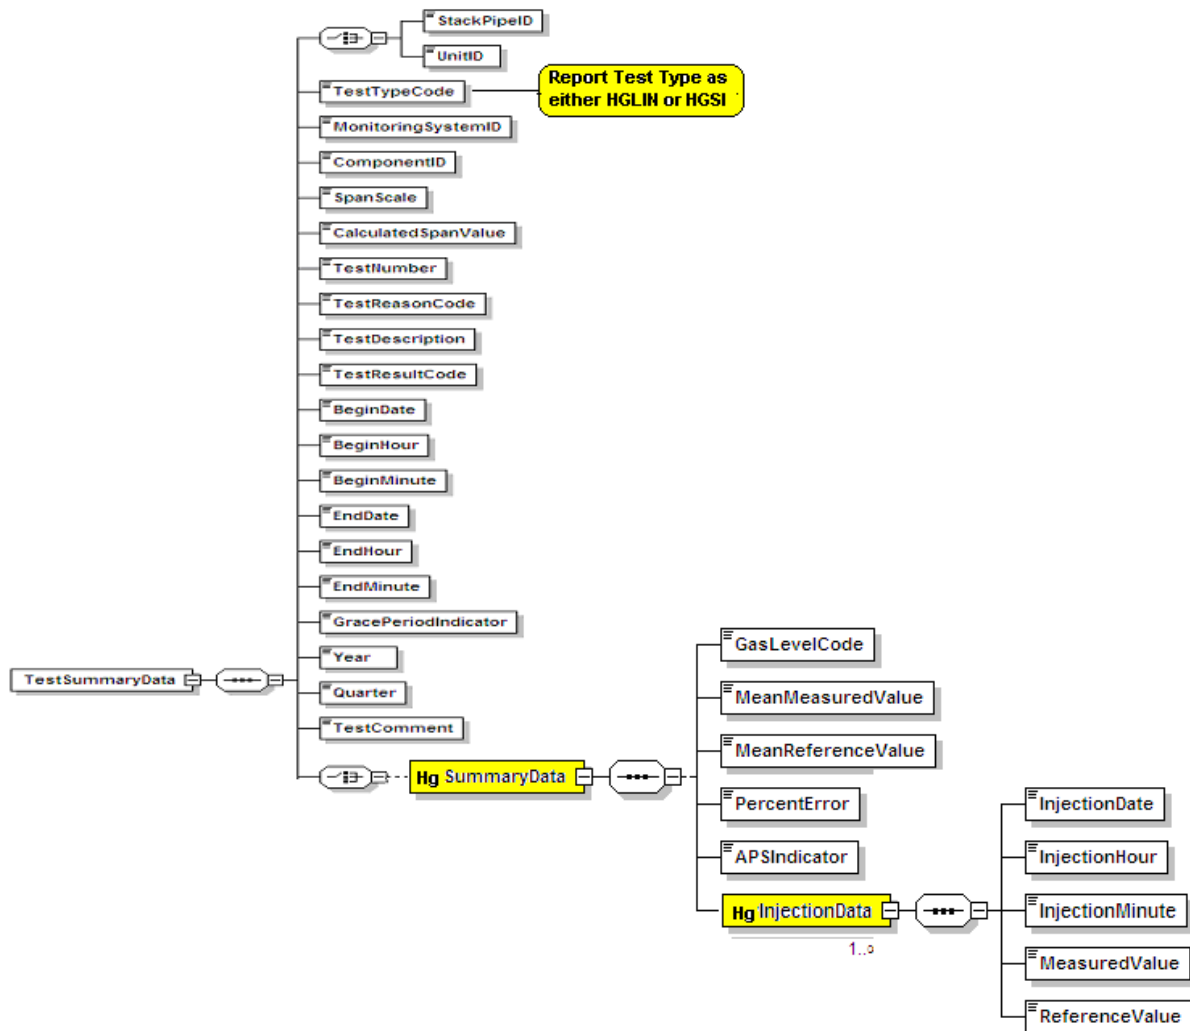 StackPipeID
UnitID
TestTypeCode
Report Test Type as
either HGLIN or HGSI
MonitoringSystemID
ComponentID
SpanScale
CalculatedSpanValue
TestNumber
TestReasonCode
TestDescription
TestResultCode
BeginDate
BeginHour
BeginMinute
EndDate
EndHour
EndMinute
GracePeriodIndicator
Year
Quarter
TestComment
TestSummaryData
Hg SummaryData
GasLevelCode
MeanMeasuredValue
MeanReferenceValue
PercentError
APSIndicator
Hg InjectionData
InjectionDate
InjectionHour
InjectionMinute
MeasuredValue
ReferenceValue